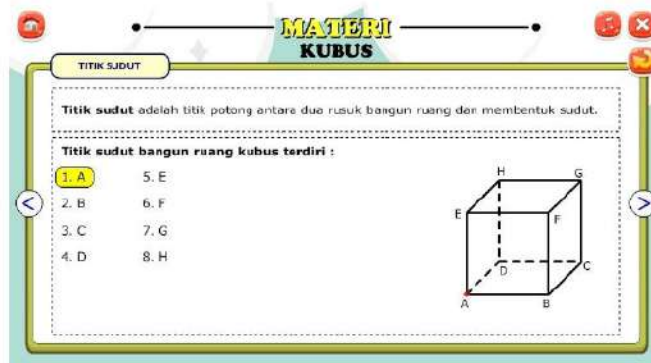 MATERI
KUBUS
TITIK SUDUT
Titik sudut adalah titik potong antara dua rusuk bangun ruang dan membentuk sudut.
Titik sudut bangun ruang kubus terdiri :
1. A 5. E
2. B 6. F
3. C 7. G
4. D 8. H
H G
E F
D C
A B
< >